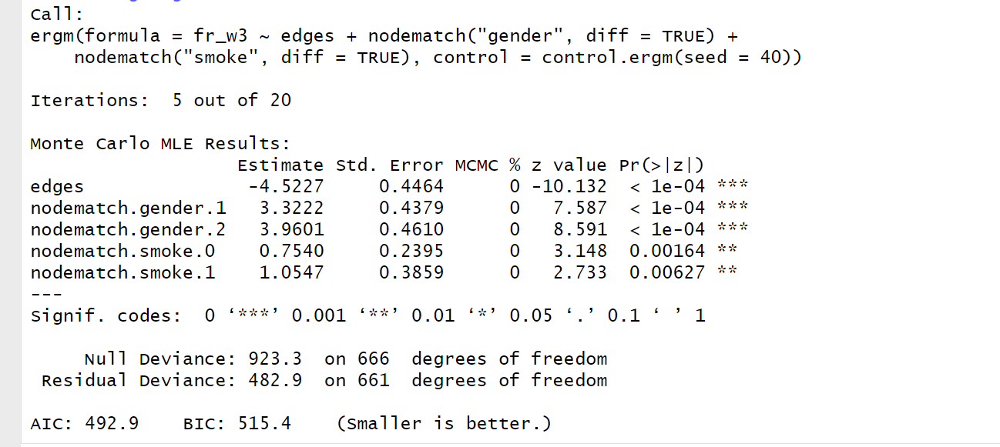 Call:
ergm(formula = fr_w3 ~ edges + nodematch("gender", diff = TRUE) +
    nodematch("smoke", diff = TRUE), control = control.ergm(seed = 40))
Iterations:  5 out of 20
Monte Carlo MLE Results:
                   Estimate Std. Error MCMC % z value Pr(>|z|)
edges               -4.5227     0.4464      0 -10.132  < 1e-04 ***
nodematch.gender.1   3.3222     0.4379      0   7.587  < 1e-04 ***
nodematch.gender.2   3.9601     0.4610      0   8.591  < 1e-04 ***
nodematch.smoke.0    0.7540     0.2395      0   3.148  0.00164 **
nodematch.smoke.1    1.0547     0.3859      0   2.733  0.00627 **
---
Signif. codes:  0 ‘***’ 0.001 ‘**’ 0.01 ‘*’ 0.05 ‘.’ 0.1 ‘ ’ 1
     Null Deviance: 923.3  on 666  degrees of freedom
 Residual Deviance: 482.9  on 661  degrees of freedom
AIC: 492.9    BIC: 515.4    (Smaller is better.)